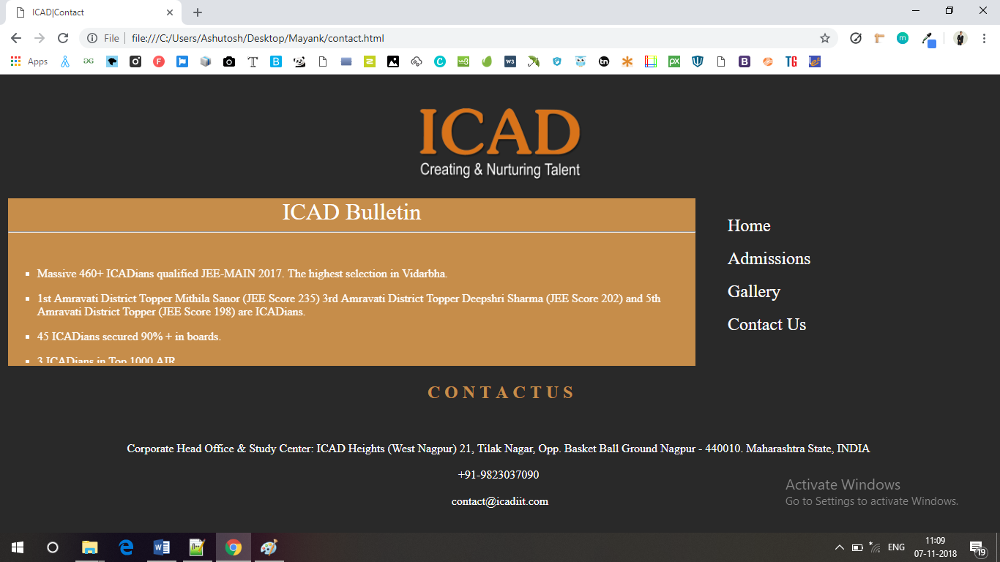 ICAD|Contact
File
file:///C:/Users/Ashutosh/Desktop/Mayank/contact.html
Apps
ICAD
Creating & Nurturing Talent
ICAD Bulletin
Massive 460+ ICADians qualified JEE-MAIN 2017. The highest selection in Vidarbha.
1st Amravati District Topper Mithila Sanor (JEE Score 235) 3rd Amravati District Topper Deepshri Sharma (JEE Score 202) and 5th
Amravati District Topper (JEE Score 198) are ICADians.
45 ICADians secured 90% + in boards.
3 ICADians in Top 1000 AIR
Home
Admissions
Gallery
Contact Us
C O N T A C T U S
Corporate Head Office & Study Center: ICAD Heights (West Nagpur) 21, Tilak Nagar, Opp. Basket Ball Ground Nagpur - 440010. Maharashtra State, INDIA
+91-9823037090
contact@icadiit.com
Activate Windows
Go to Settings to activate Windows.
ENG
11:09
07-11-2018
19